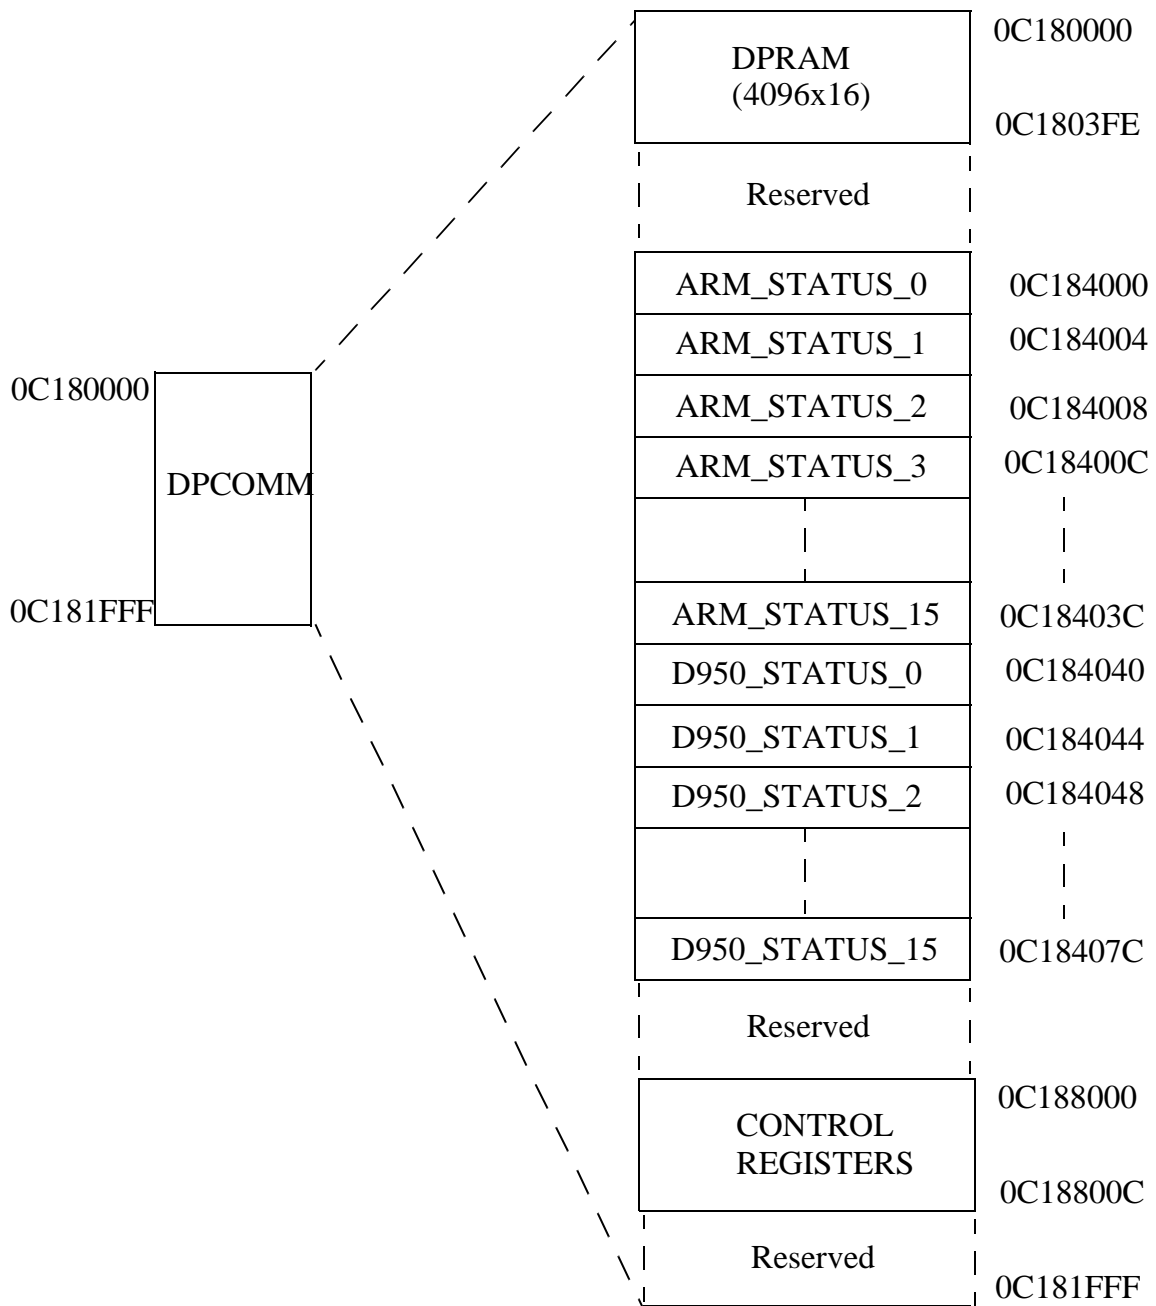 0C180000
DPRAM
(4096x16)
0C1803FE
Reserved
ARM_STATUS_0
0C184000
ARM_STATUS_1
0C184004
0C180000
ARM_STATUS_2
0C184008
DPCOMM
ARM_STATUS_3
0C18400C
0C181FFF
ARM_STATUS_15
0C18403C
D950_STATUS_0
0C184040
D950_STATUS_1
0C184044
D950_STATUS_2
0C184048
D950_STATUS_15
0C18407C
Reserved
0C188000
CONTROL
REGISTERS
0C18800C
Reserved
0C181FFF